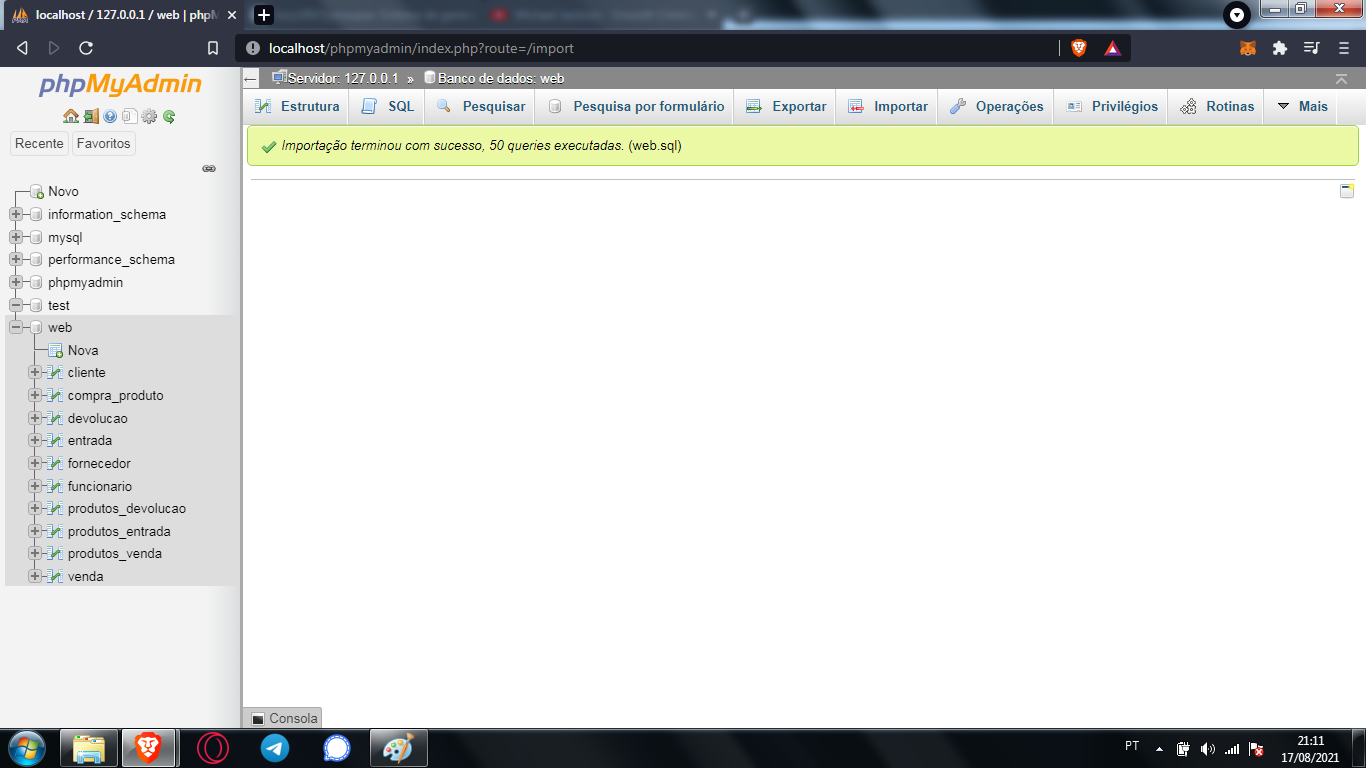 localhost / 127.0.0.1 / web | phpM
localhost/phpmyadmin/index.php?route=/import
phpMyAdmin
Recente Favoritos
Novo
information_schema
mysql
performance_schema
phpmyadmin
test
web
Nova
cliente
compra_produto
devolucao
entrada
fornecedor
funcionario
produtos_devolucao
produtos_entrada
produtos_venda
venda
Servidor: 127.0.0.1 » Banco de dados: web
Estrutura SQL Pesquisar Pesquisa por formulário Exportar Importar Operações Privilégios Rotinas Mais
Importação terminou com sucesso, 50 queries executadas. (web.sql)
Consola
PT
21:11
17/08/2021